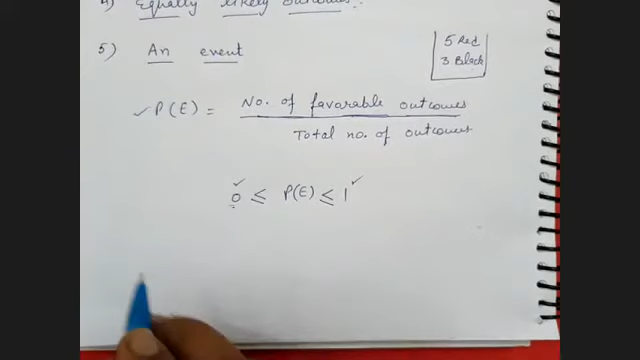 4) Equally likely outcomes.
5) An event
5 Red
3 Black
✓ P(E) = No. of favarable outcomes
Total no. of outcomes
0 ≤ P(E) ≤ 1